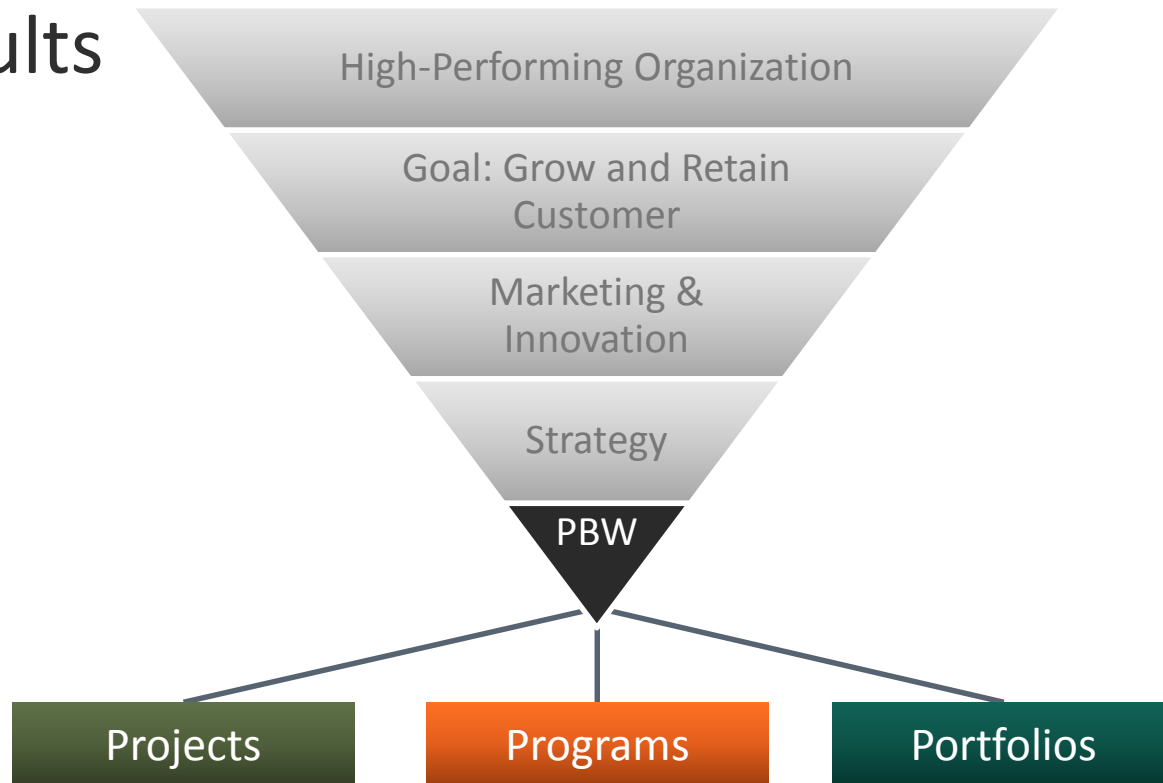 ults
High-Performing Organization
Goal: Grow and Retain
Customer
Marketing &
Innovation
Strategy
PBW
Projects
Programs
Portfolios